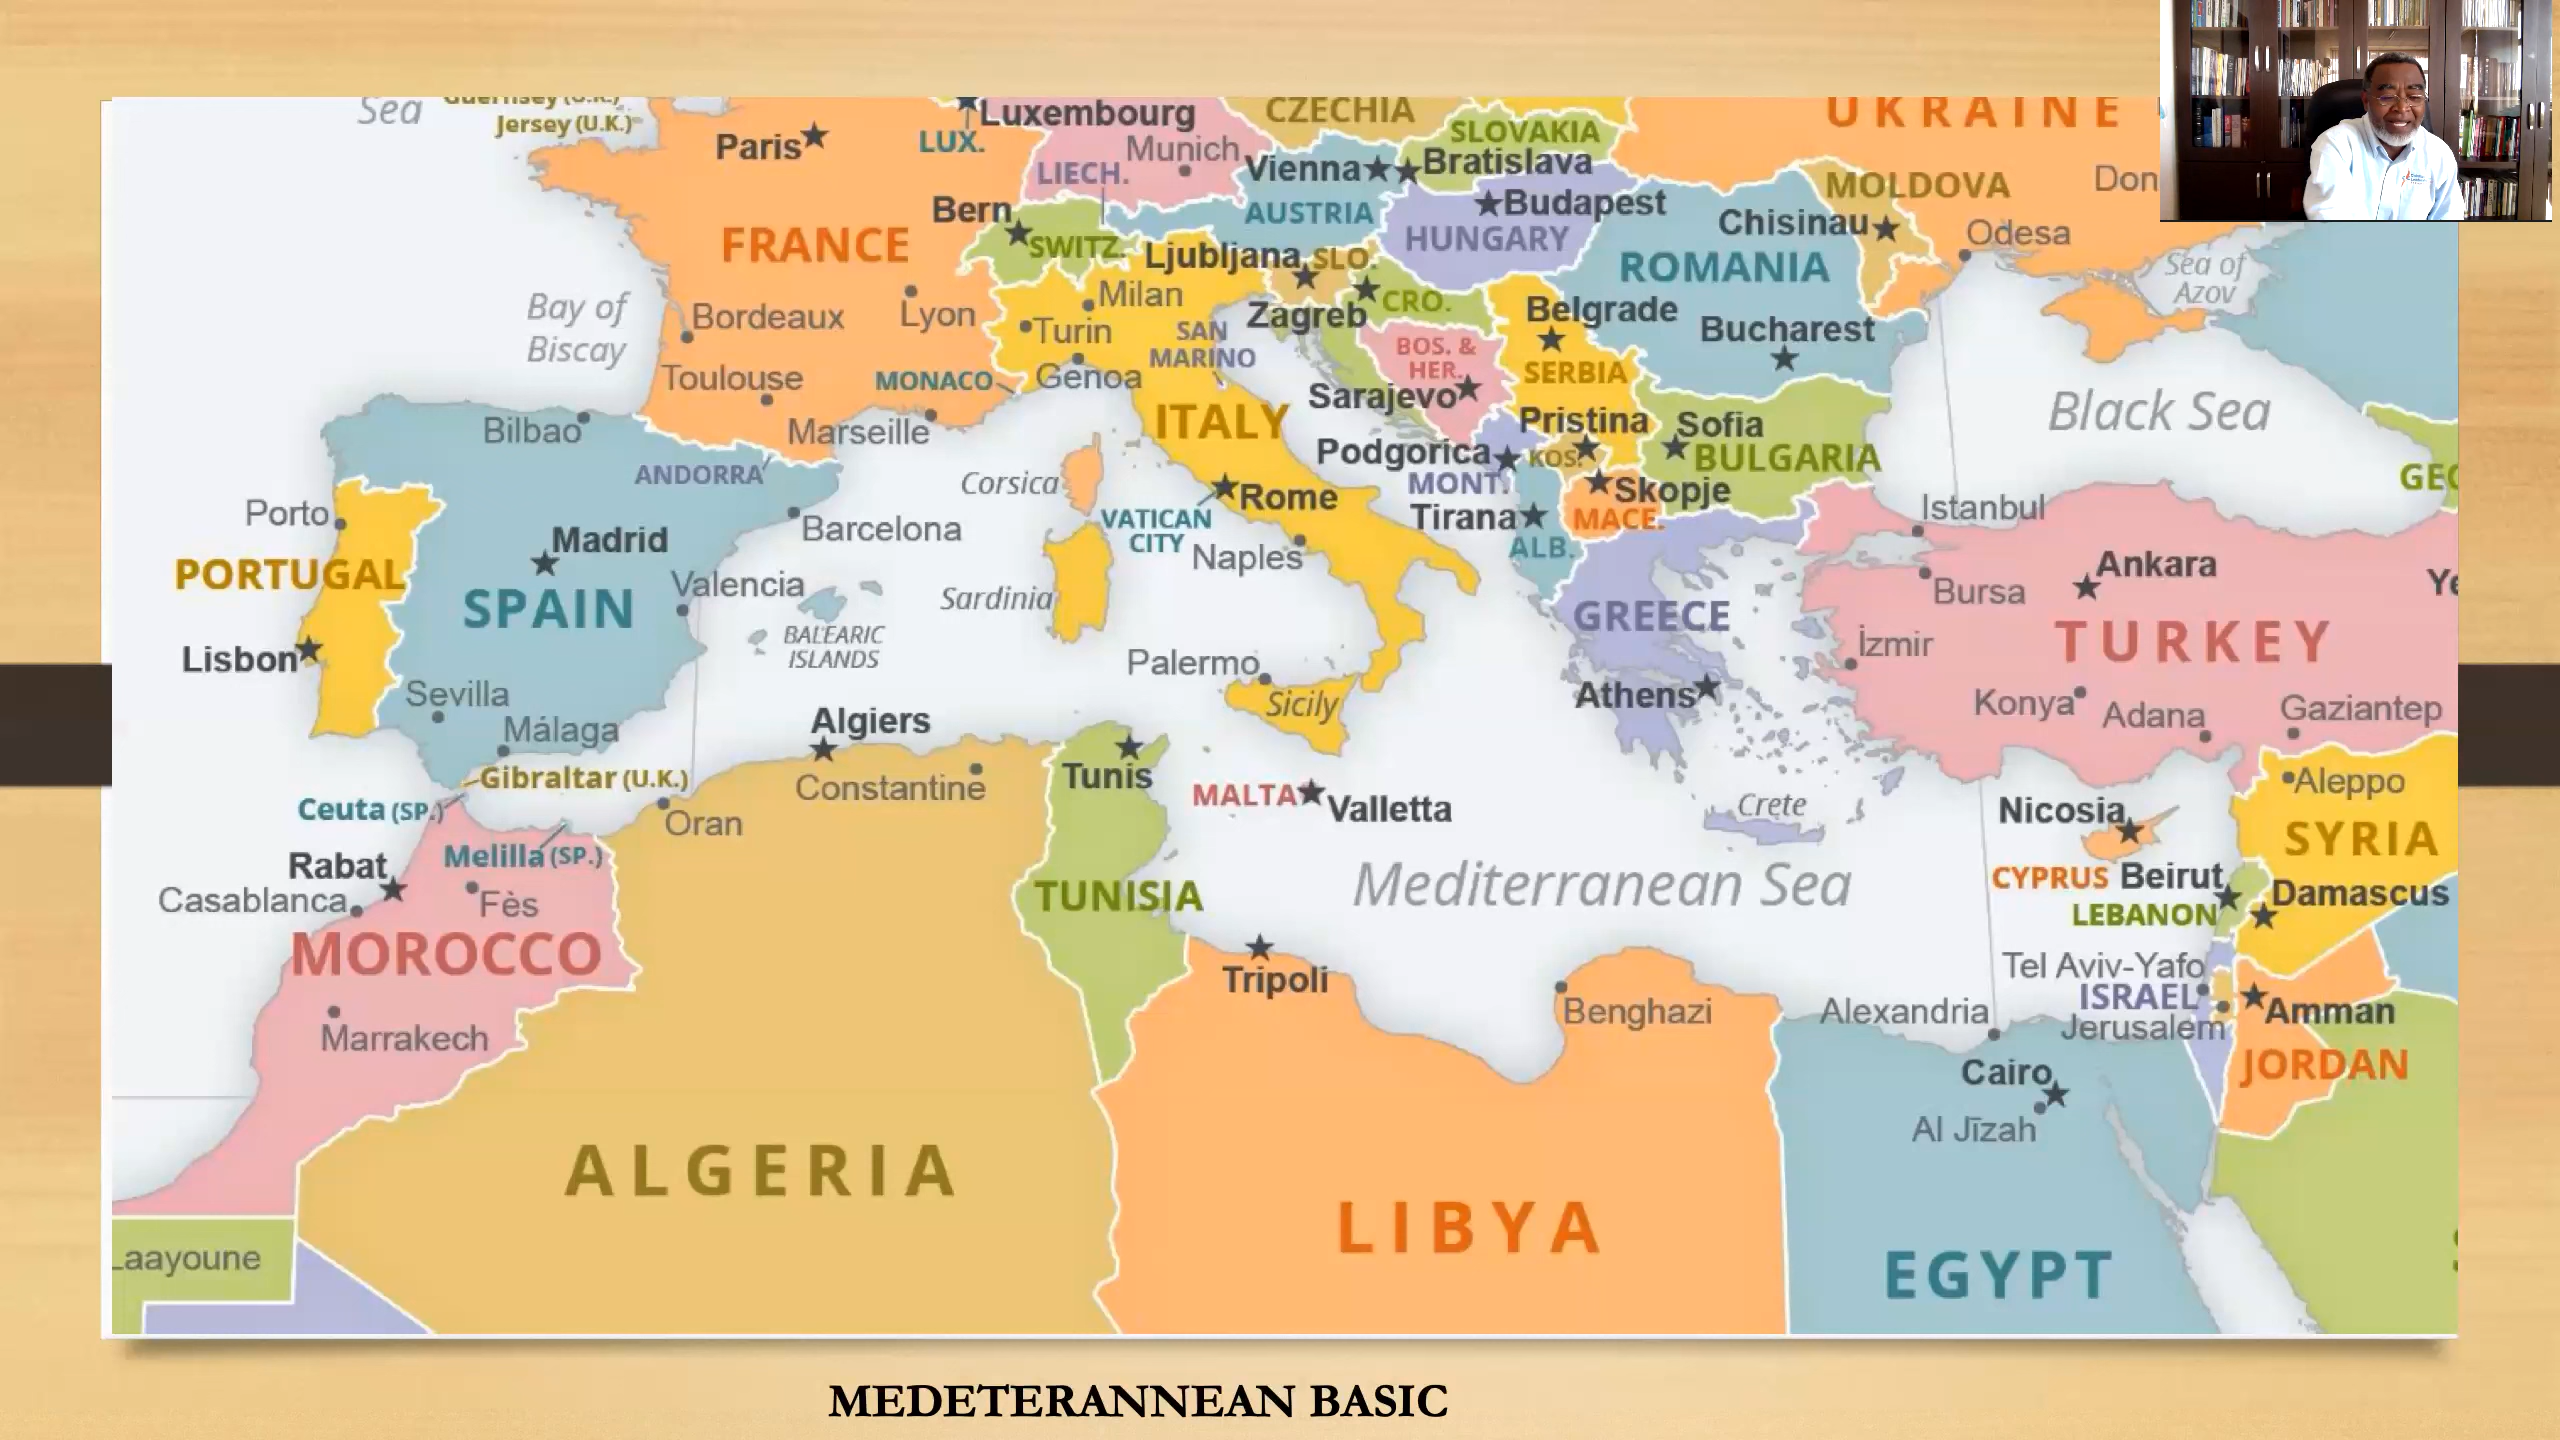 Sea
Guernsey (U.K.)
Jersey (U.K.)
Paris
Luxembourg
LUX.
CZECHIA
UKRAINE
SLOVAKIA
Munich
LIECH.
Vienna
Bratislava
MOLDOVA
Don
Bern
AUSTRIA
Budapest
Chisinau
FRANCE
SWITZ.
Ljubljana
SLO.
HUNGARY
ROMANIA
Odesa
Sea of
Azov
Bay of
Biscay
Bordeaux
Lyon
Milan
Turin
SAN
MARINO
Zagreb
CRO.
Belgrade
Bucharest
Toulouse
MONACO
Genoa
BOS. &
HER.
SERBIA
Sarajevo
Black Sea
Bilbao
Marseille
ITALY
Pristina
Sofia
ANDORRA
Corsica
Podgorica
KOS.
BULGARIA
GEO
MONT.
Porto
VATICAN
CITY
Rome
Skopje
Istanbul
Madrid
Barcelona
Tirana
MACE.
PORTUGAL
Naples
ALB.
Ankara
Ye
SPAIN
Valencia
Sardinia
GREECE
Bursa
BALEARIC
ISLANDS
Izmir
TURKEY
Lisbon
Palermo
Sevilla
Sicily
Athens
Konya
Adana
Gaziantep
Málaga
Algiers
Gibraltar (U.K.)
Constantine
Tunis
MALTA
Valletta
Crete
Nicosia
Aleppo
Ceuta (SP.)
Oran
SYRIA
Rabat
Melilla (SP.)
Casablanca
Fès
TUNISIA
Mediterranean Sea
CYPRUS
Beirut
Damascus
LEBANON
MOROCCO
Tripoli
Tel Aviv-Yafo
ISRAEL
Benghazi
Alexandria
Amman
Jerusalem
Marrakech
Cairo
JORDAN
Al Jīzah
ALGERIA
LIBYA
Laayoune
EGYPT
MEDETERANNEAN BASIC